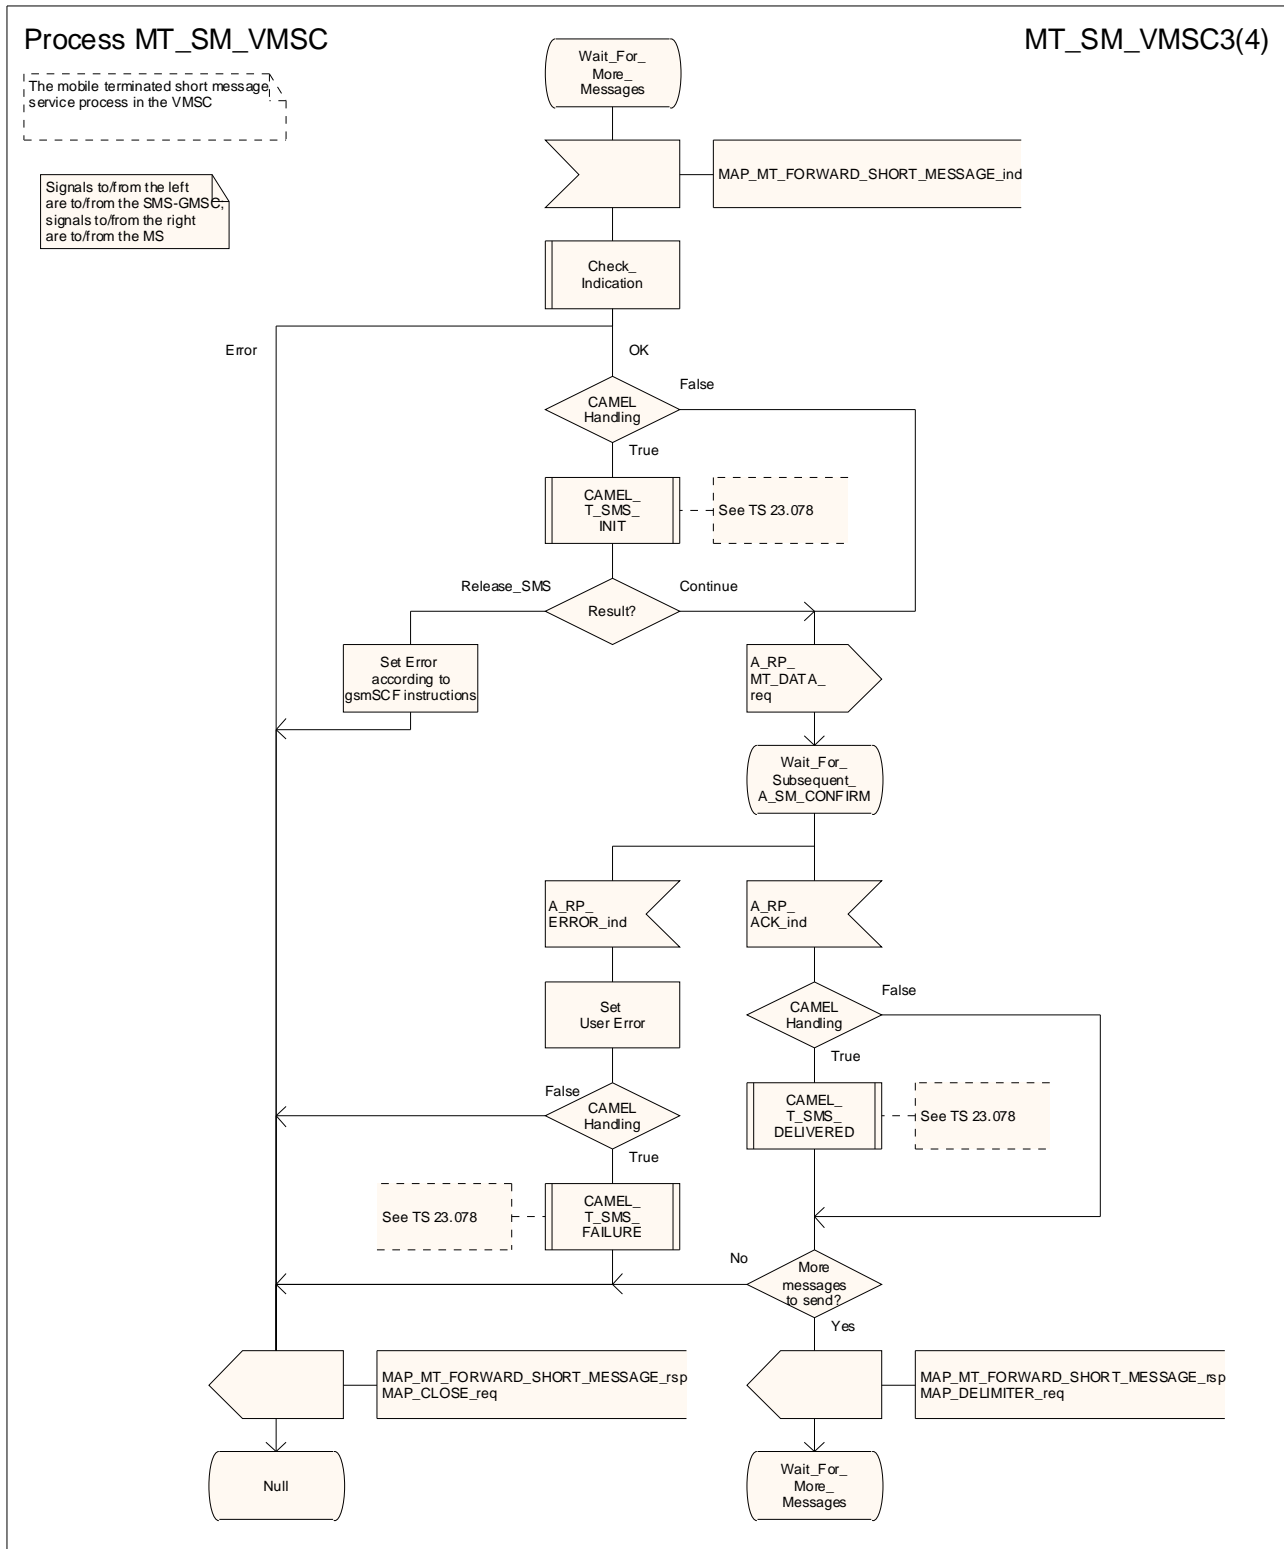 Process MT_SM_VMSC
MT_SM_VMSC3(4)
The mobile terminated short message
service process in the VMSC
Signals to/from the left
are to/from the SMS-GMSC;
signals to/from the right
are to/from the MS
Wait_For_
More_
Messages
MAP_MT_FORWARD_SHORT_MESSAGE_ind
Check_
Indication
Error
OK
CAMEL
Handling
False
True
CAMEL_
T_SMS_
INIT
See TS 23.078
Release_SMS
Result?
Continue
Set Error
according to
gsmSCF instructions
A_RP_
MT_DATA_
req
Wait_For_
Subsequent_
A_SM_CONFIRM
A_RP_
ERROR_ind
A_RP_
ACK_ind
Set
User Error
CAMEL
Handling
False
True
False
CAMEL
Handling
True
CAMEL_
T_SMS_
DELIVERED
See TS 23.078
See TS 23.078
CAMEL_
T_SMS_
FAILURE
No
More
messages
to send?
Yes
MAP_MT_FORWARD_SHORT_MESSAGE_rsp
MAP_CLOSE_req
MAP_MT_FORWARD_SHORT_MESSAGE_rsp
MAP_DELIMITER_req
Null
Wait_For_
More_
Messages